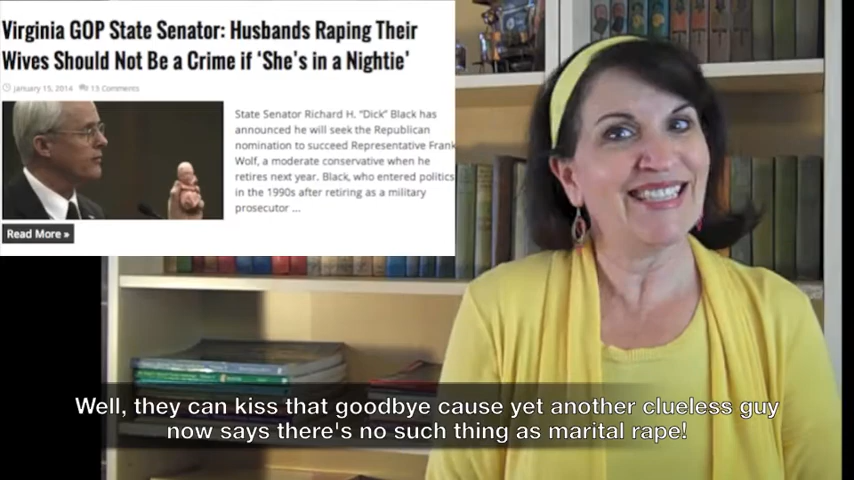 Virginia GOP State Senator: Husbands Raping Their
Wives Should Not Be a Crime if ‘She’s in a Nightie’
January 15, 2014 13 Comments
State Senator Richard H. “Dick” Black has
announced he will seek the Republican
nomination to succeed Representative Frank
Wolf, a moderate conservative when he
retires next year. Black, who entered politics
in the 1990s after retiring as a military
prosecutor ...
Read More »
Well, they can kiss that goodbye cause yet another clueless guy
now says there's no such thing as marital rape!